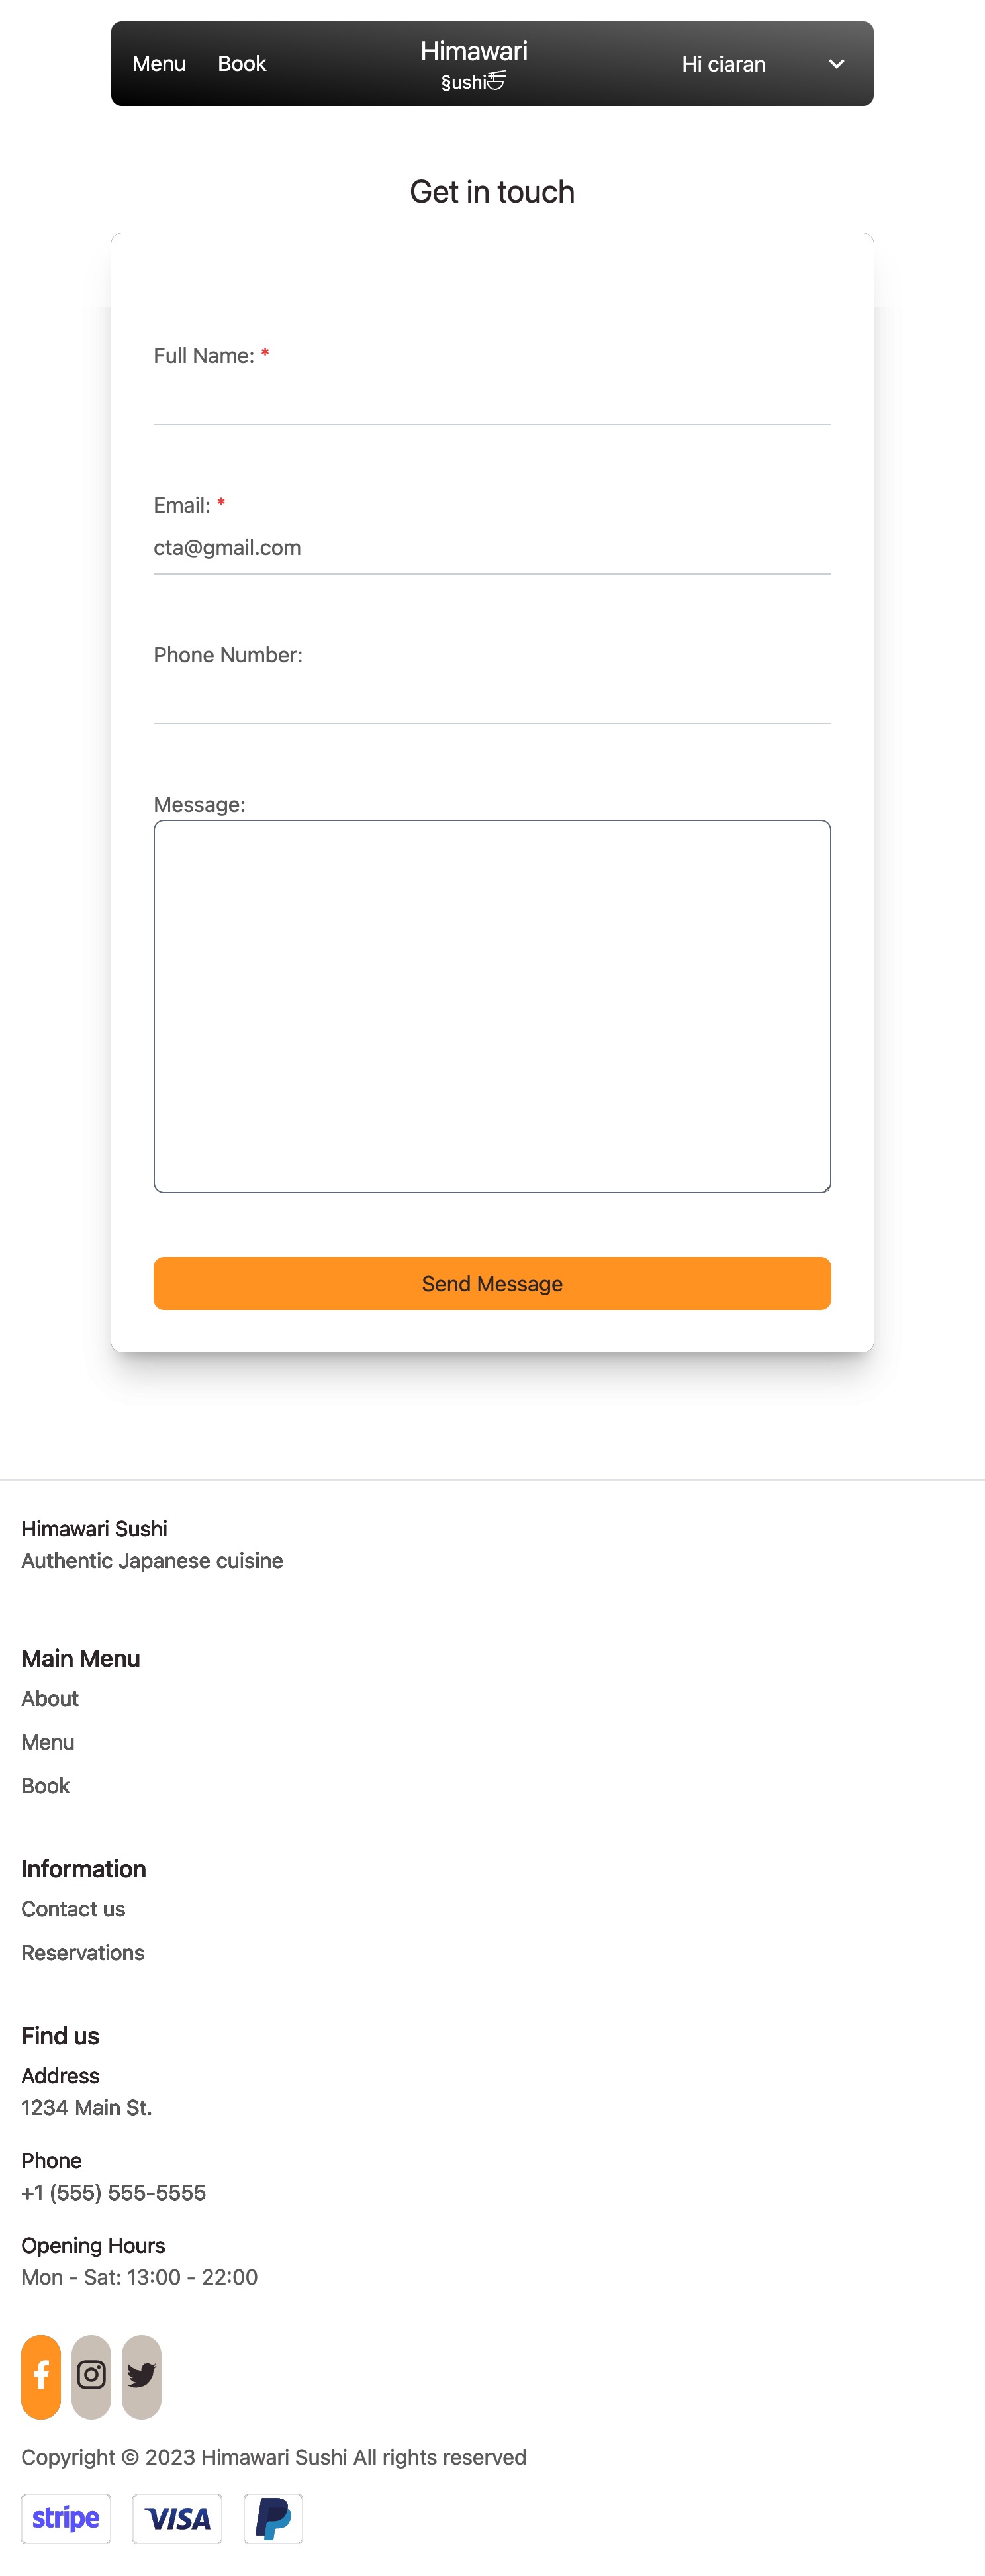 Menu Book Himawari Hi ciaran
§ushi
Get in touch
Full Name: *
Email: *
cta@gmail.com
Phone Number:
Message:
Send Message
Himawari Sushi
Authentic Japanese cuisine
Main Menu
About
Menu
Book
Information
Contact us
Reservations
Find us
Address
1234 Main St.
Phone
+1 (555) 555-5555
Opening Hours
Mon - Sat: 13:00 - 22:00
Copyright © 2023 Himawari Sushi All rights reserved
stripe VISA